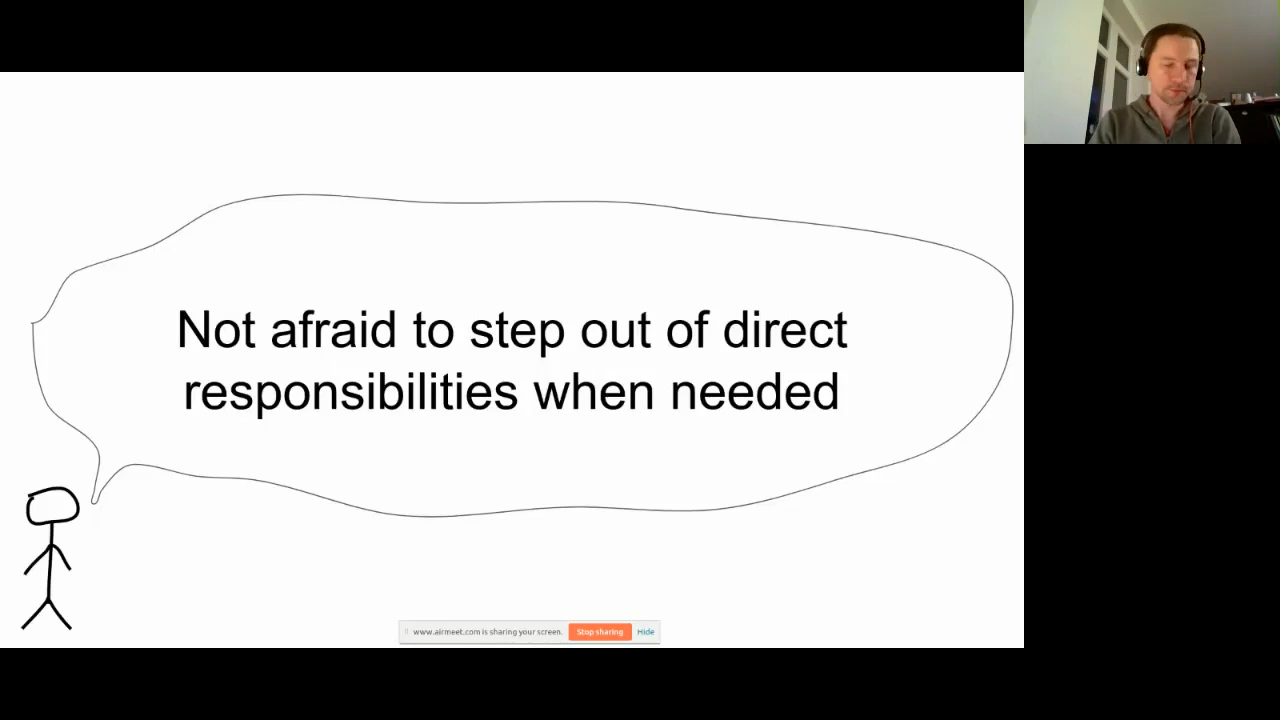 Not afraid to step out of direct
responsibilities when needed
www.airmeet.com is sharing your screen. Stop sharing Hide